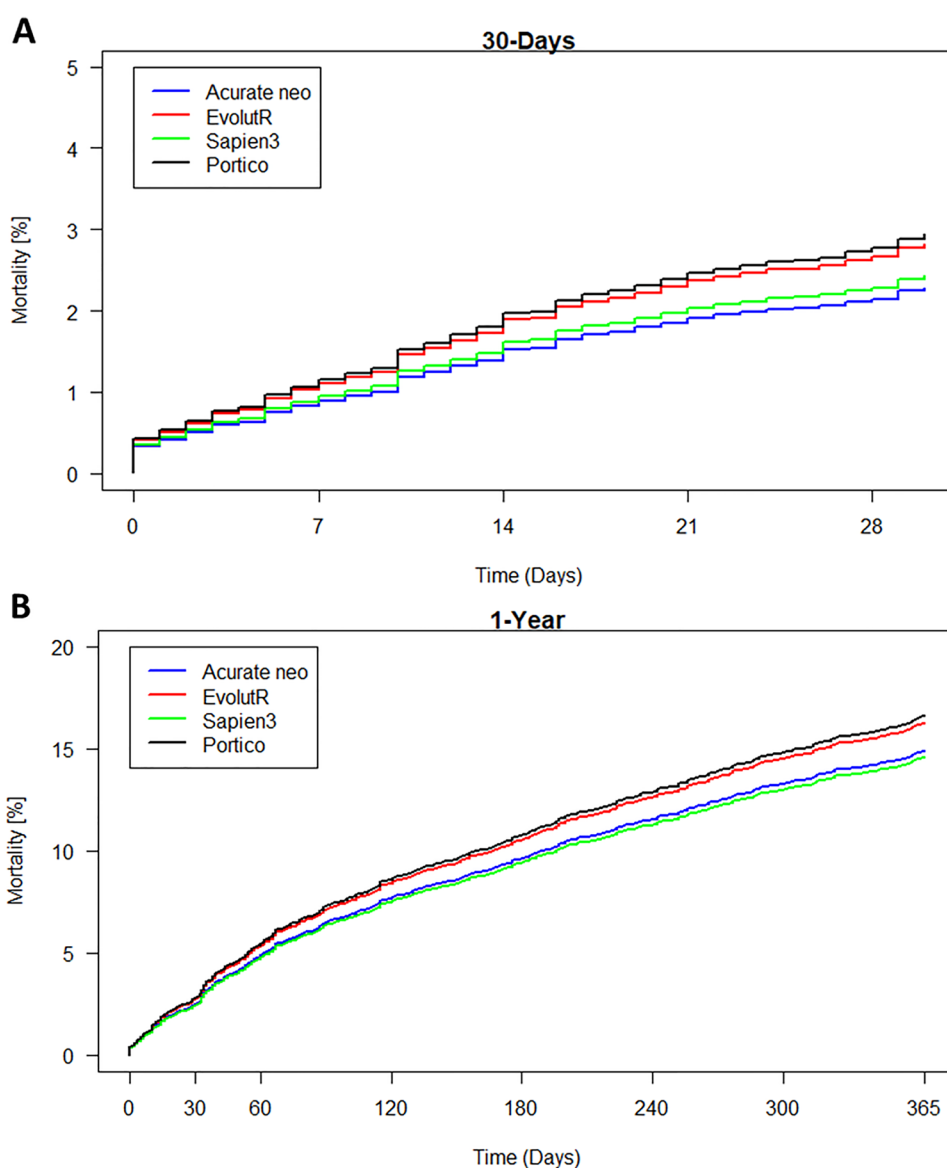 A
30-Days
5
4
3
2
1
0
Mortality [%]
Acurate neo
EvolutR
Sapien3
Portico
0 7 14 21 28
Time (Days)
B
1-Year
20
15
10
5
0
Mortality [%]
Acurate neo
EvolutR
Sapien3
Portico
0 30 60 120 180 240 300 365
Time (Days)